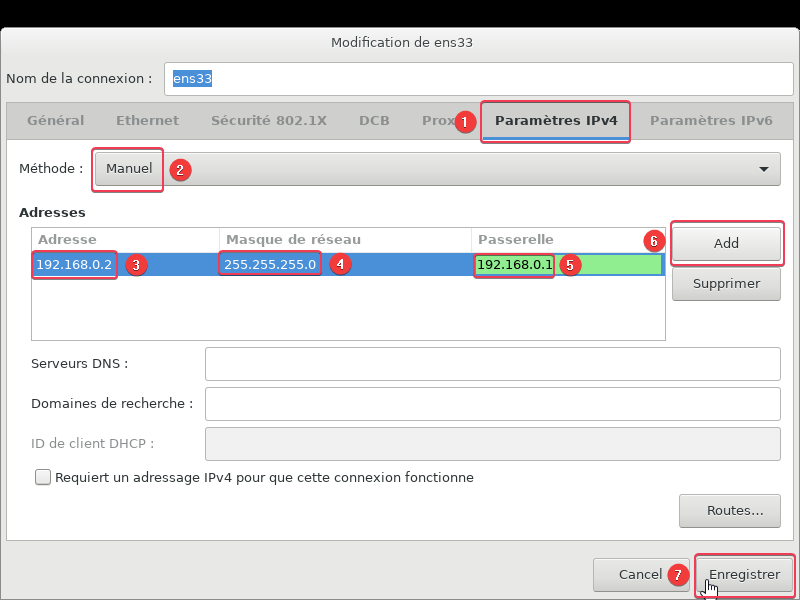 Modification de ens33
Nom de la connexion : ens33
Général Ethernet Sécurité 802.1X DCB Prox 1 Paramètres IPv4 Paramètres IPv6
Méthode : Manuel 2
Adresses
Adresse Masque de réseau Passerelle 6 Add
192.168.0.2 3 255.255.255.0 4 192.168.0.1 5
Supprimer
Serveurs DNS :
Domaines de recherche :
ID de client DHCP :
Requiert un adressage IPv4 pour que cette connexion fonctionne
Routes...
Cancel 7 Enregistrer